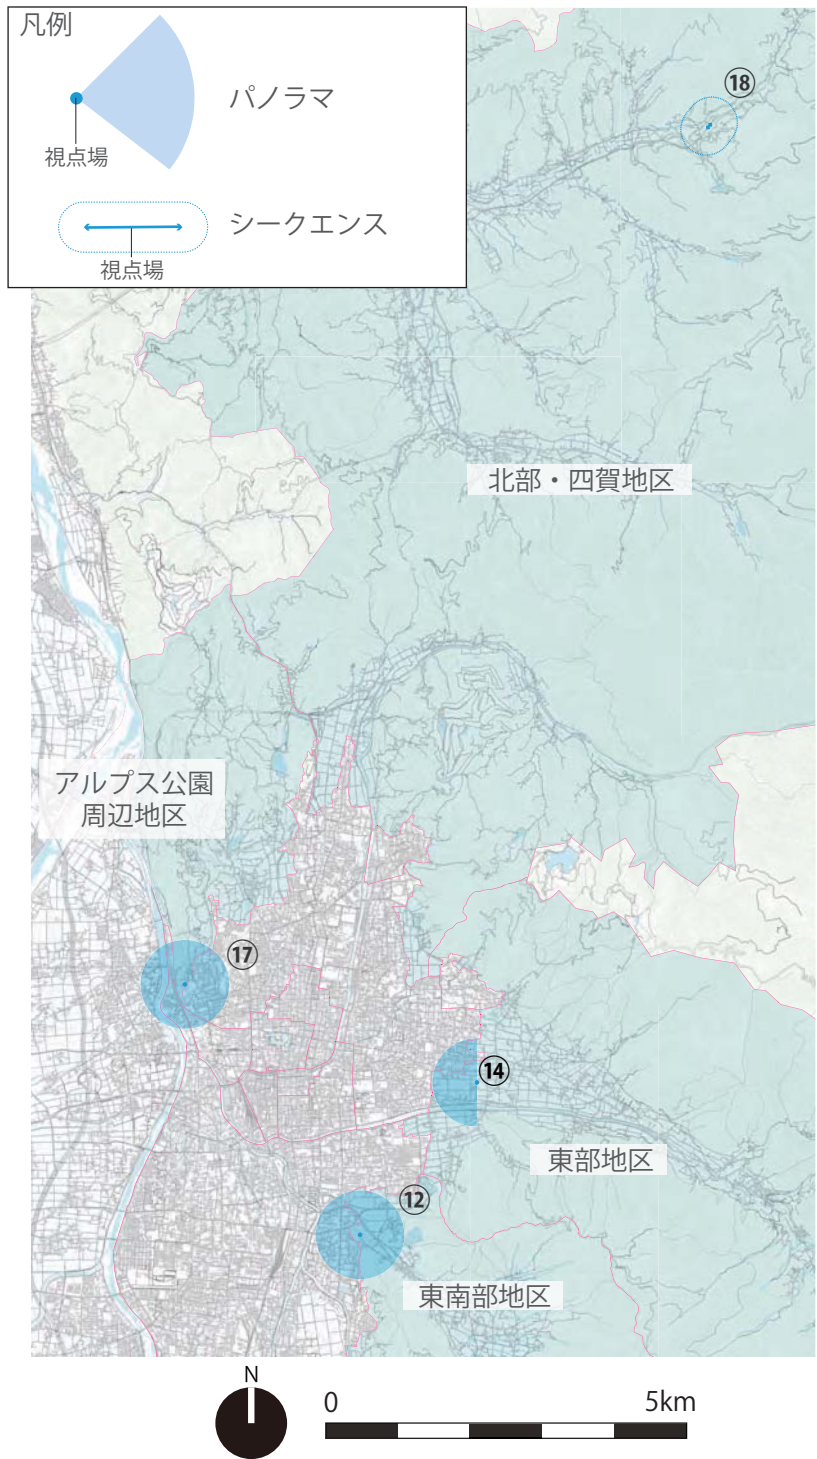 凡例
パノラマ
視点場
シークエンス
視点場
⑱
北部・四賀地区
アルプス公園
周辺地区
⑰
⑭
東部地区
⑫
東南部地区
N
0
5km